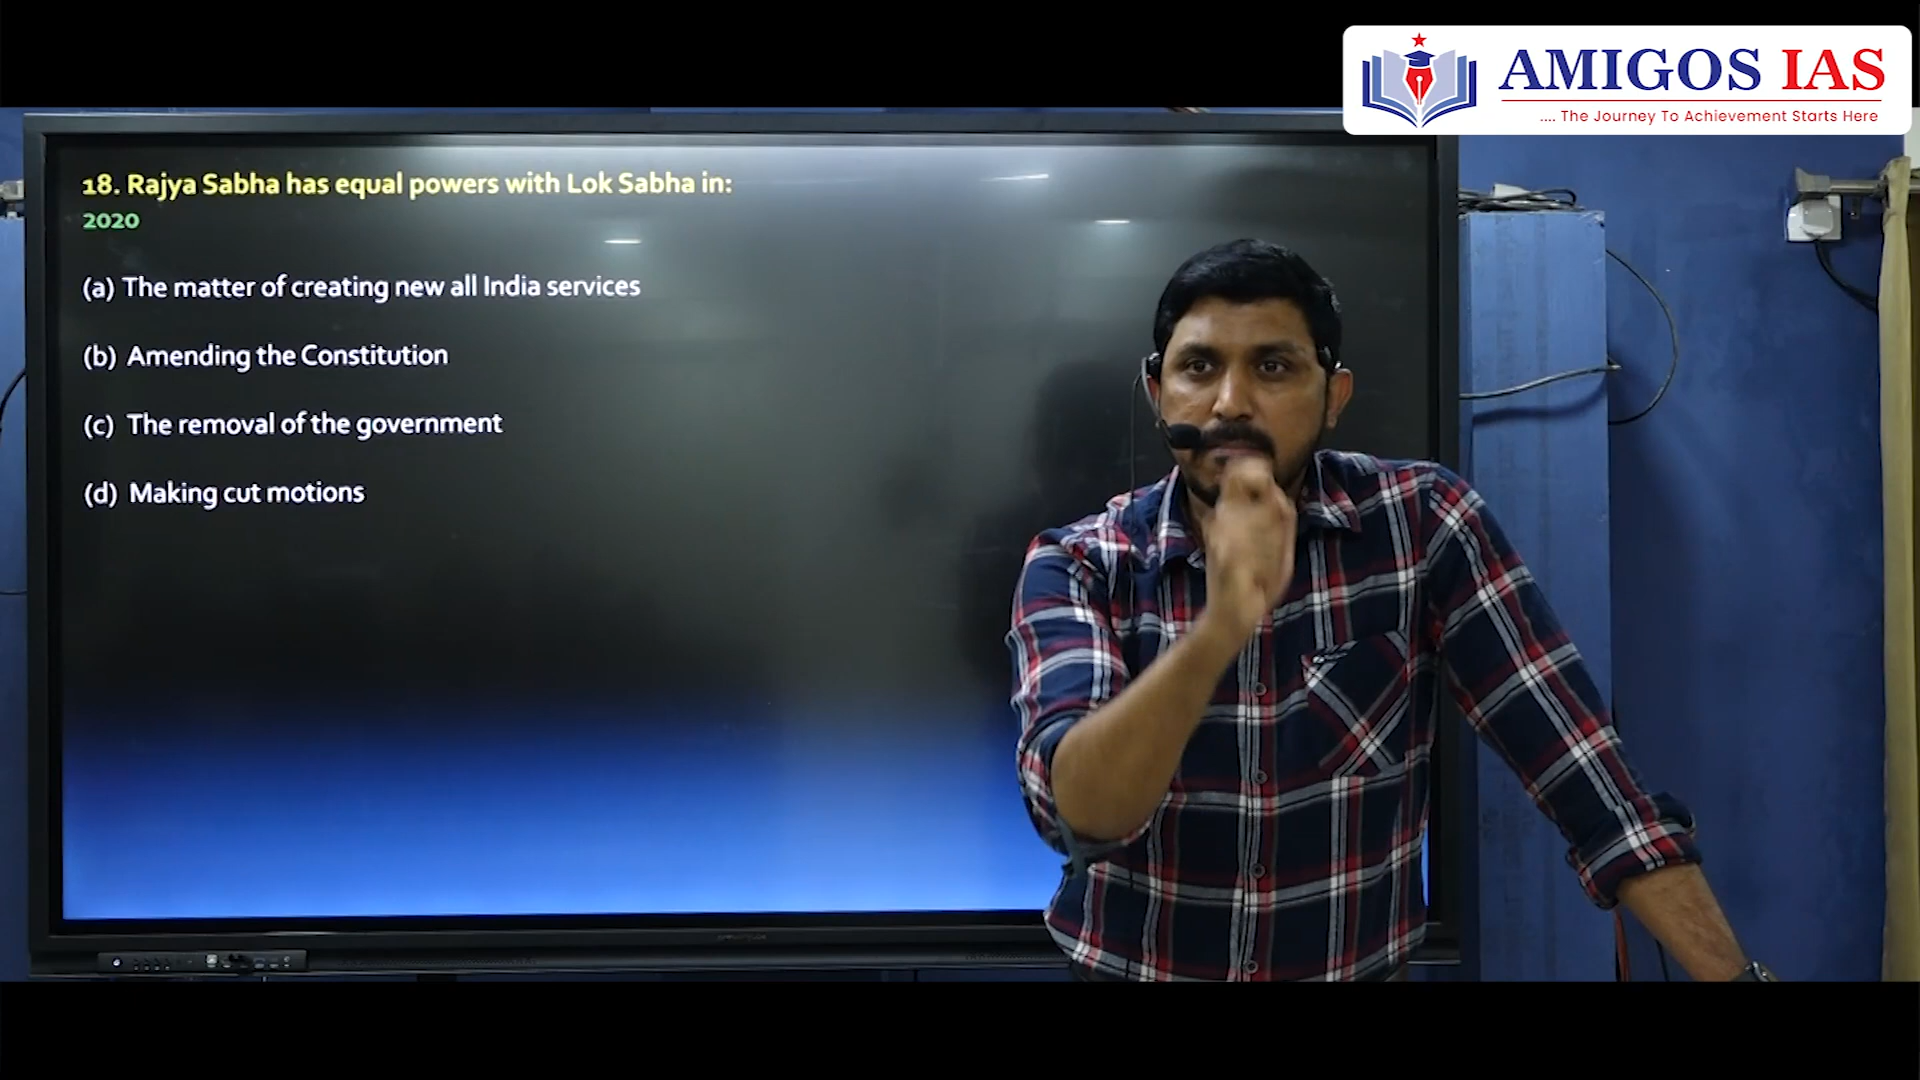 AMIGOS IAS
.... The Journey To Achievement Starts Here
18. Rajya Sabha has equal powers with Lok Sabha in:
2020
(a) The matter of creating new all India services
(b) Amending the Constitution
(c) The removal of the government
(d) Making cut motions